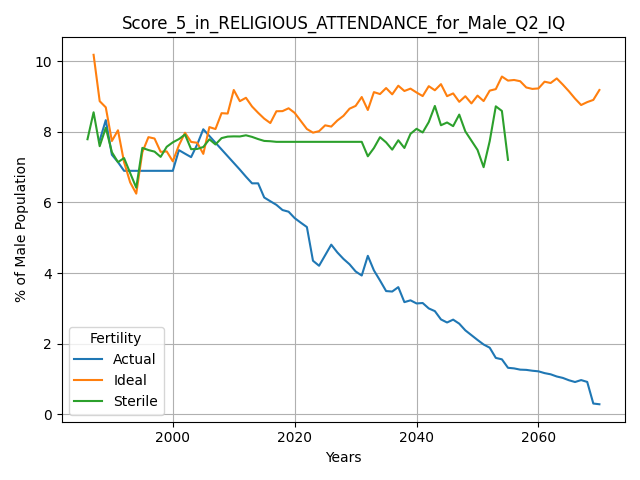 Score_5_in_RELIGIOUS_ATTENDANCE_for_Male_Q2_IQ
% of Male Population
10
8
6
4
2
0
Fertility
Actual
Ideal
Sterile
2000
2020
2040
2060
Years